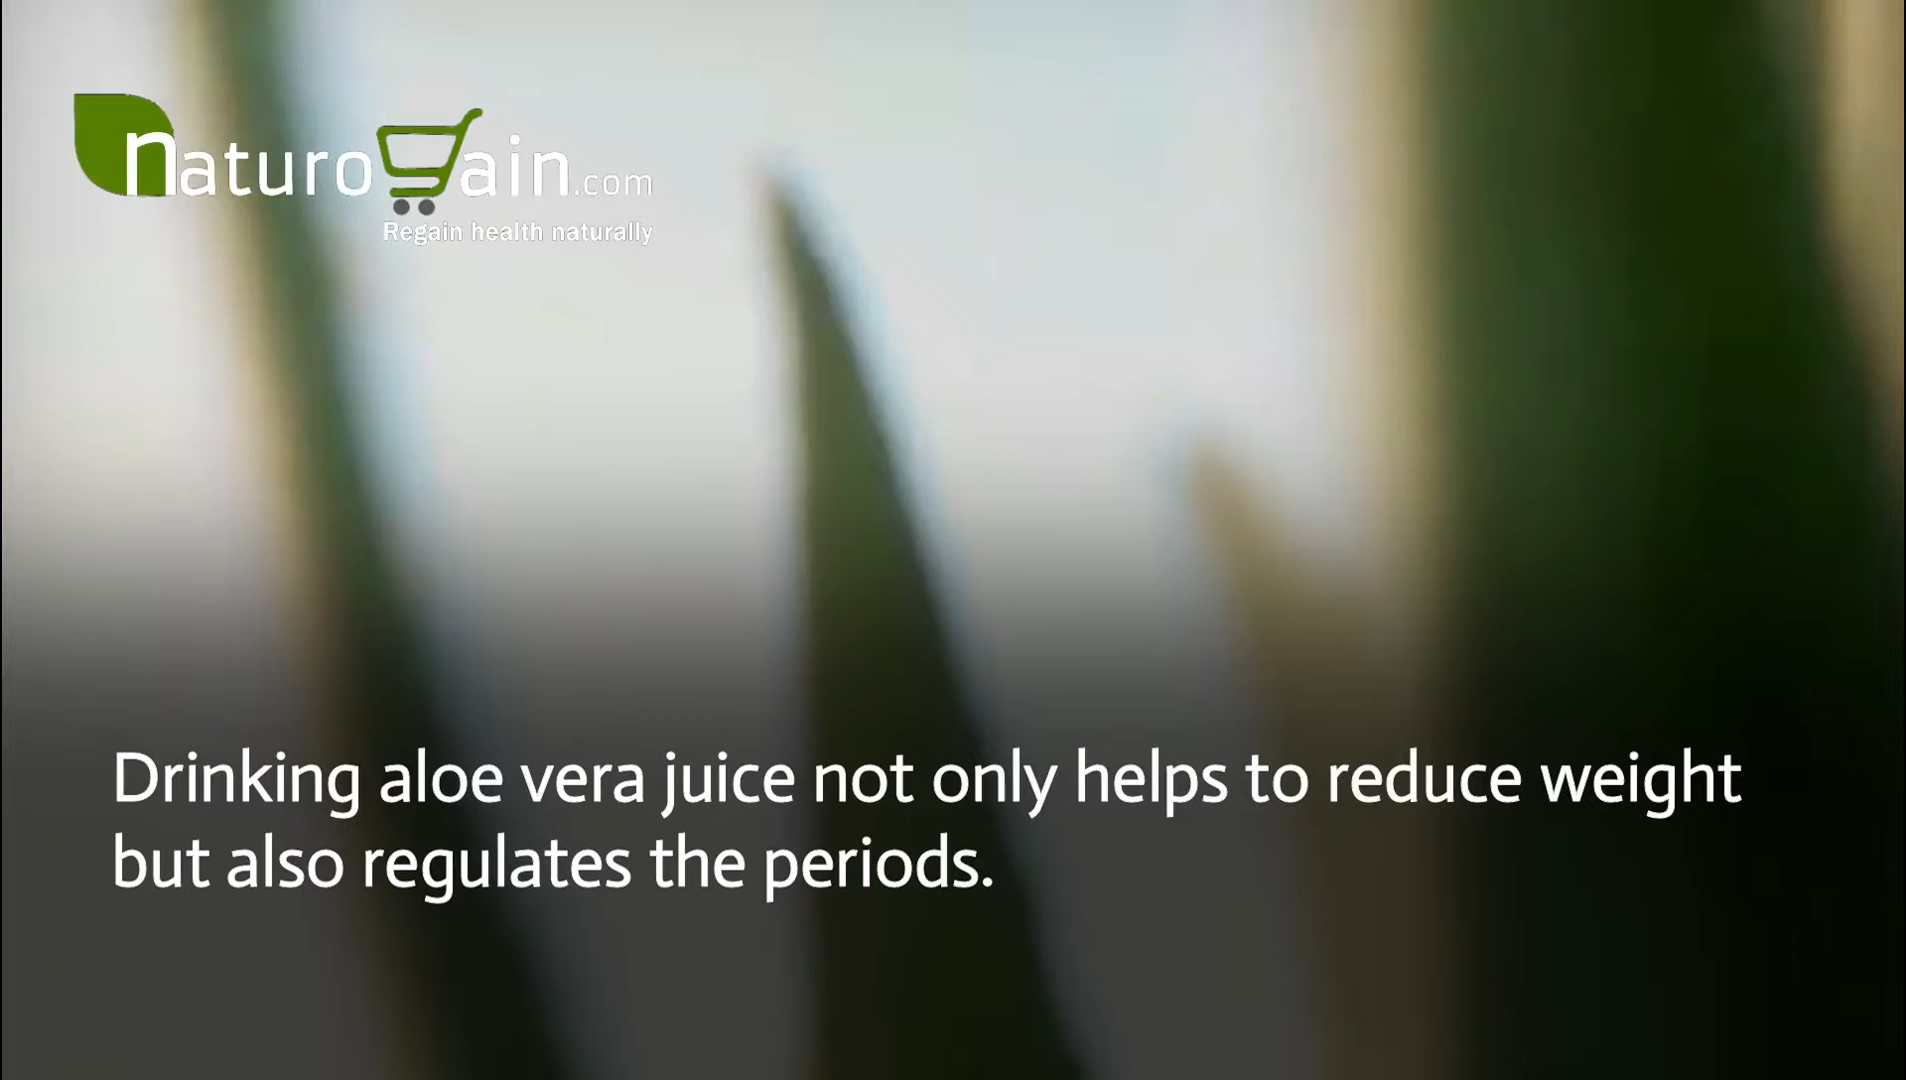 naturogain.com
Regain health naturally
Drinking aloe vera juice not only helps to reduce weight
but also regulates the periods.